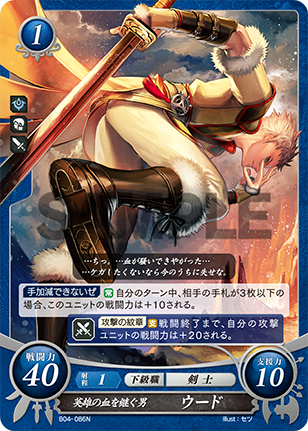 1
SAMPLE
…ちっ。…血が騒いできやがった…
…ケガしたくないなら今のうちに失せな。
手加減できないぜ 常 自分のターン中、相手の手札が3枚以下の
場合、このユニットの戦闘力は+10される。
攻撃の紋章 支 戦闘終了まで、自分の攻撃
ユニットの戦闘力は+20される。
戦闘力 40
射程 1 下級職 剣士
支援力 10
英雄の血を継ぐ男 ウード
B04-086N
Illust:セツ